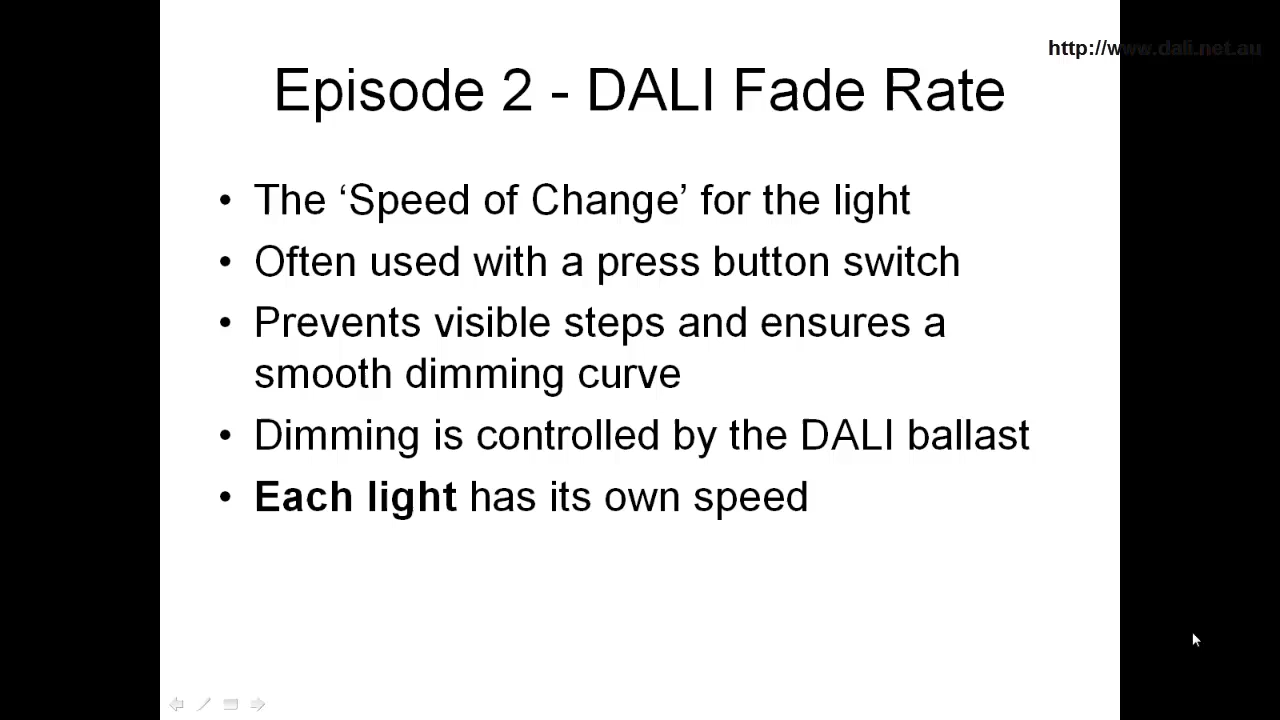 http://www.dali.net.au
Episode 2 - DALI Fade Rate
• The ‘Speed of Change’ for the light
• Often used with a press button switch
• Prevents visible steps and ensures a
smooth dimming curve
• Dimming is controlled by the DALI ballast
• Each light has its own speed